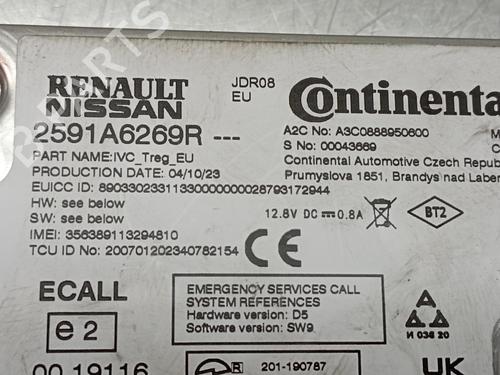 RENAULT
NISSAN
JDR08
EU
Continenta
2591A6269R ---
PART NAME:IVC_Treg_EU
PRODUCTION DATE: 04/10/23
EUICC ID: 89033023311330000000028793172944
HW: see below
SW: see below
IMEI: 356389113294810
TCU ID No: 200701202340782154
A2C No: A3C0888950600
S No: 00043669
Continental Automotive Czech Repub
Prumyslova 1851, Brandys nad Laber
12.8V DC 0.8A
BT2
CE
ECALL
e2
00 19116
EMERGENCY SERVICES CALL
SYSTEM REFERENCES
Hardware version: D5
Software version: SW9
R 201-190787
И 036 20
UK